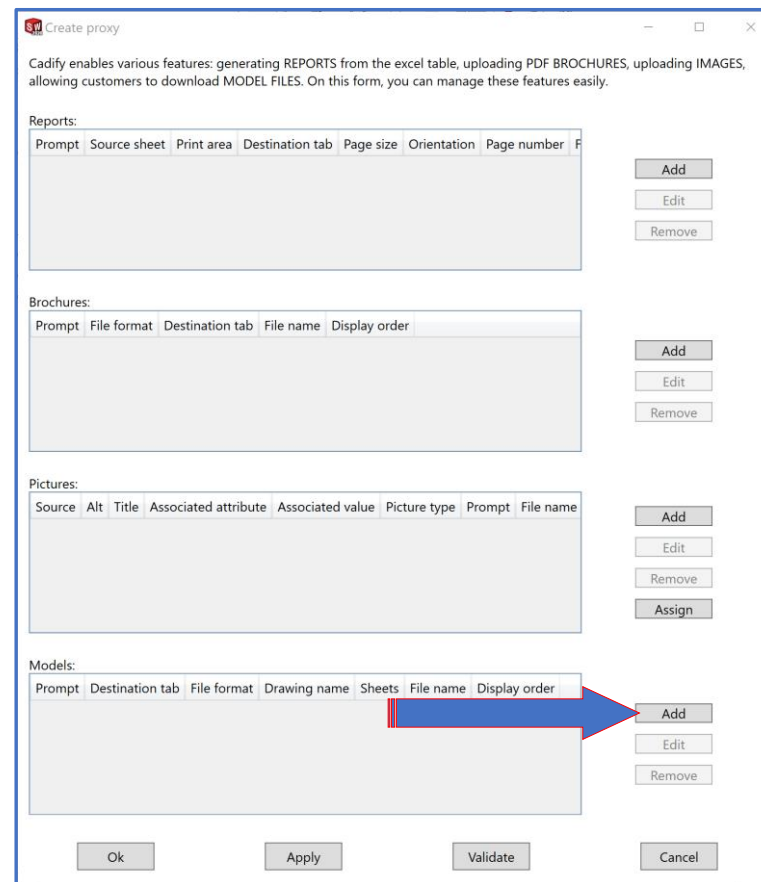 SW
Create proxy
Cadify enables various features: generating REPORTS from the excel table, uploading PDF BROCHURES, uploading IMAGES,
allowing customers to download MODEL FILES. On this form, you can manage these features easily.
Reports:
Prompt Source sheet Print area Destination tab Page size Orientation Page number F
Add
Edit
Remove
Brochures:
Prompt File format Destination tab File name Display order
Add
Edit
Remove
Pictures:
Source Alt Title Associated attribute Associated value Picture type Prompt File name
Add
Edit
Remove
Assign
Models:
Prompt Destination tab File format Drawing name Sheets File name Display order
Add
Edit
Remove
Ok Apply Validate Cancel